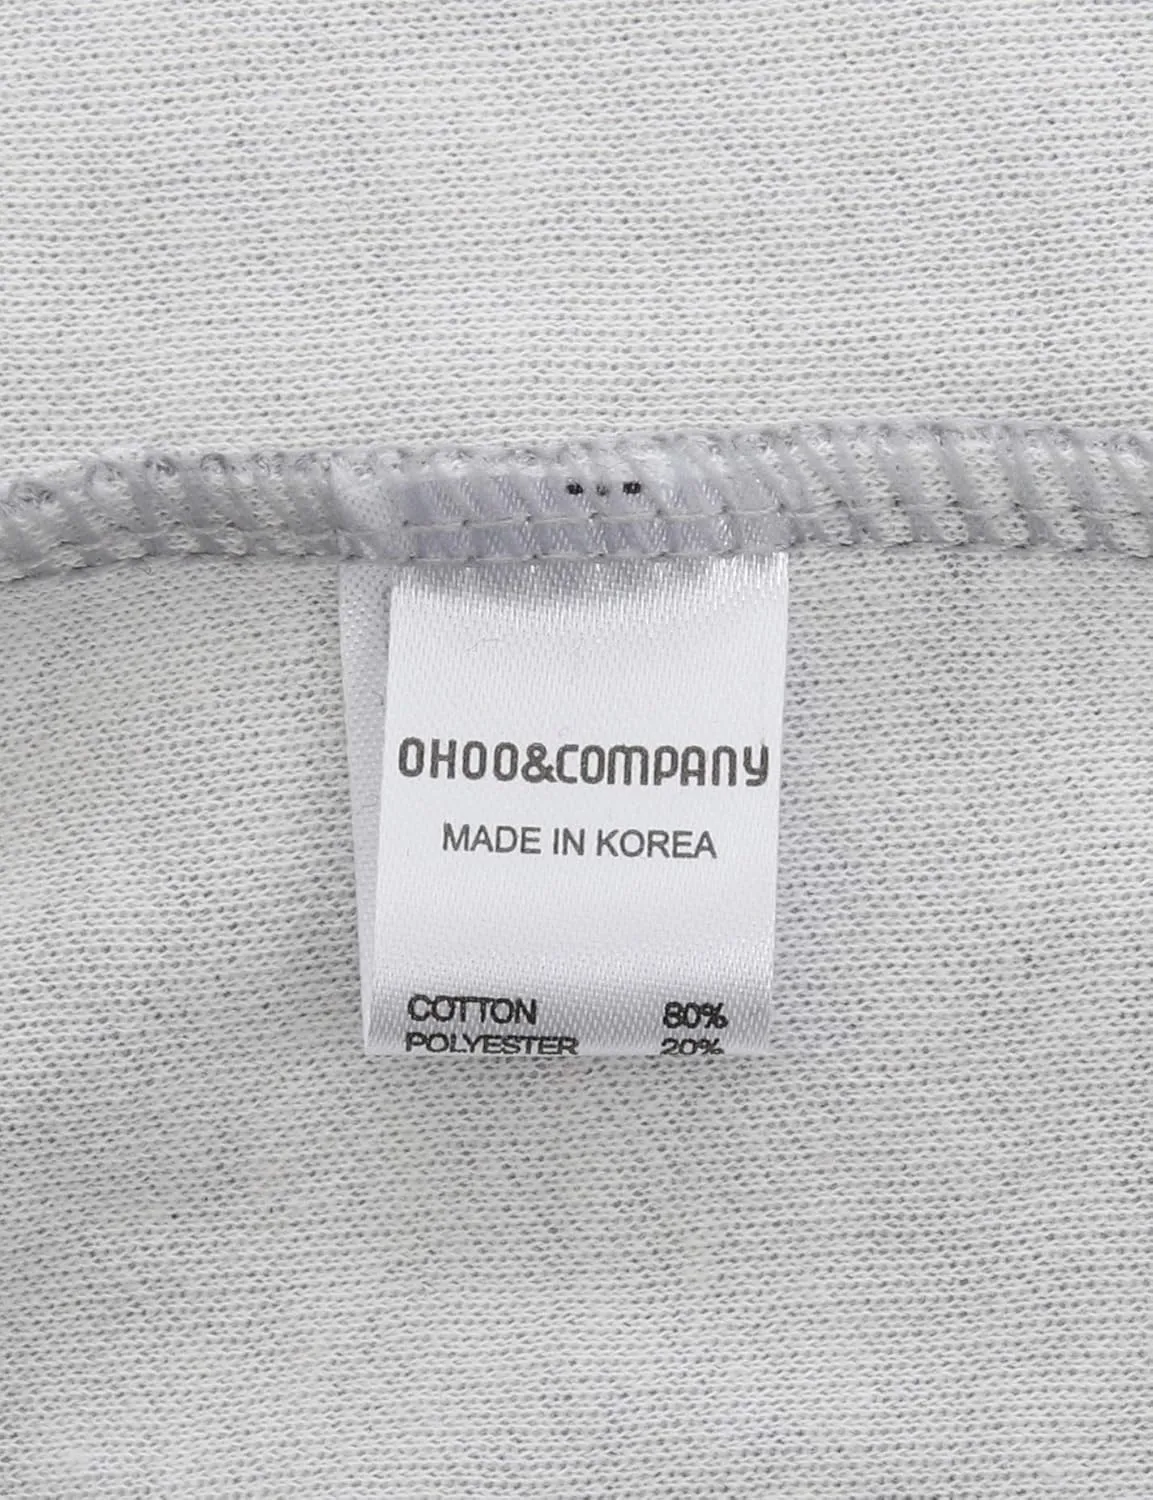 OHOO&COMPANY
MADE IN KOREA
COTTON 80%
POLYESTER 20%